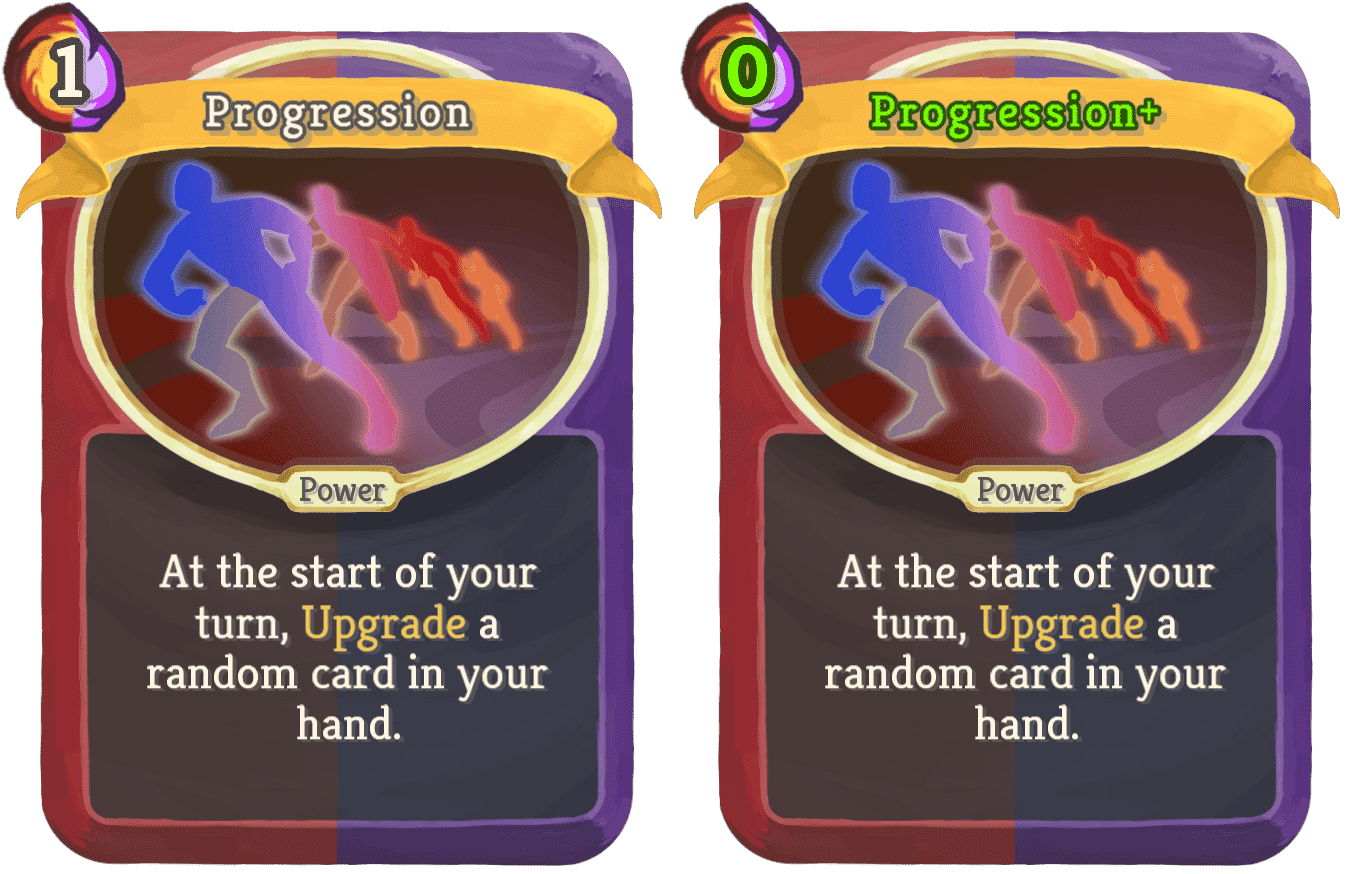 1
Progression
Power
At the start of your
turn, Upgrade a
random card in your
hand.
0
Progression+
Power
At the start of your
turn, Upgrade a
random card in your
hand.